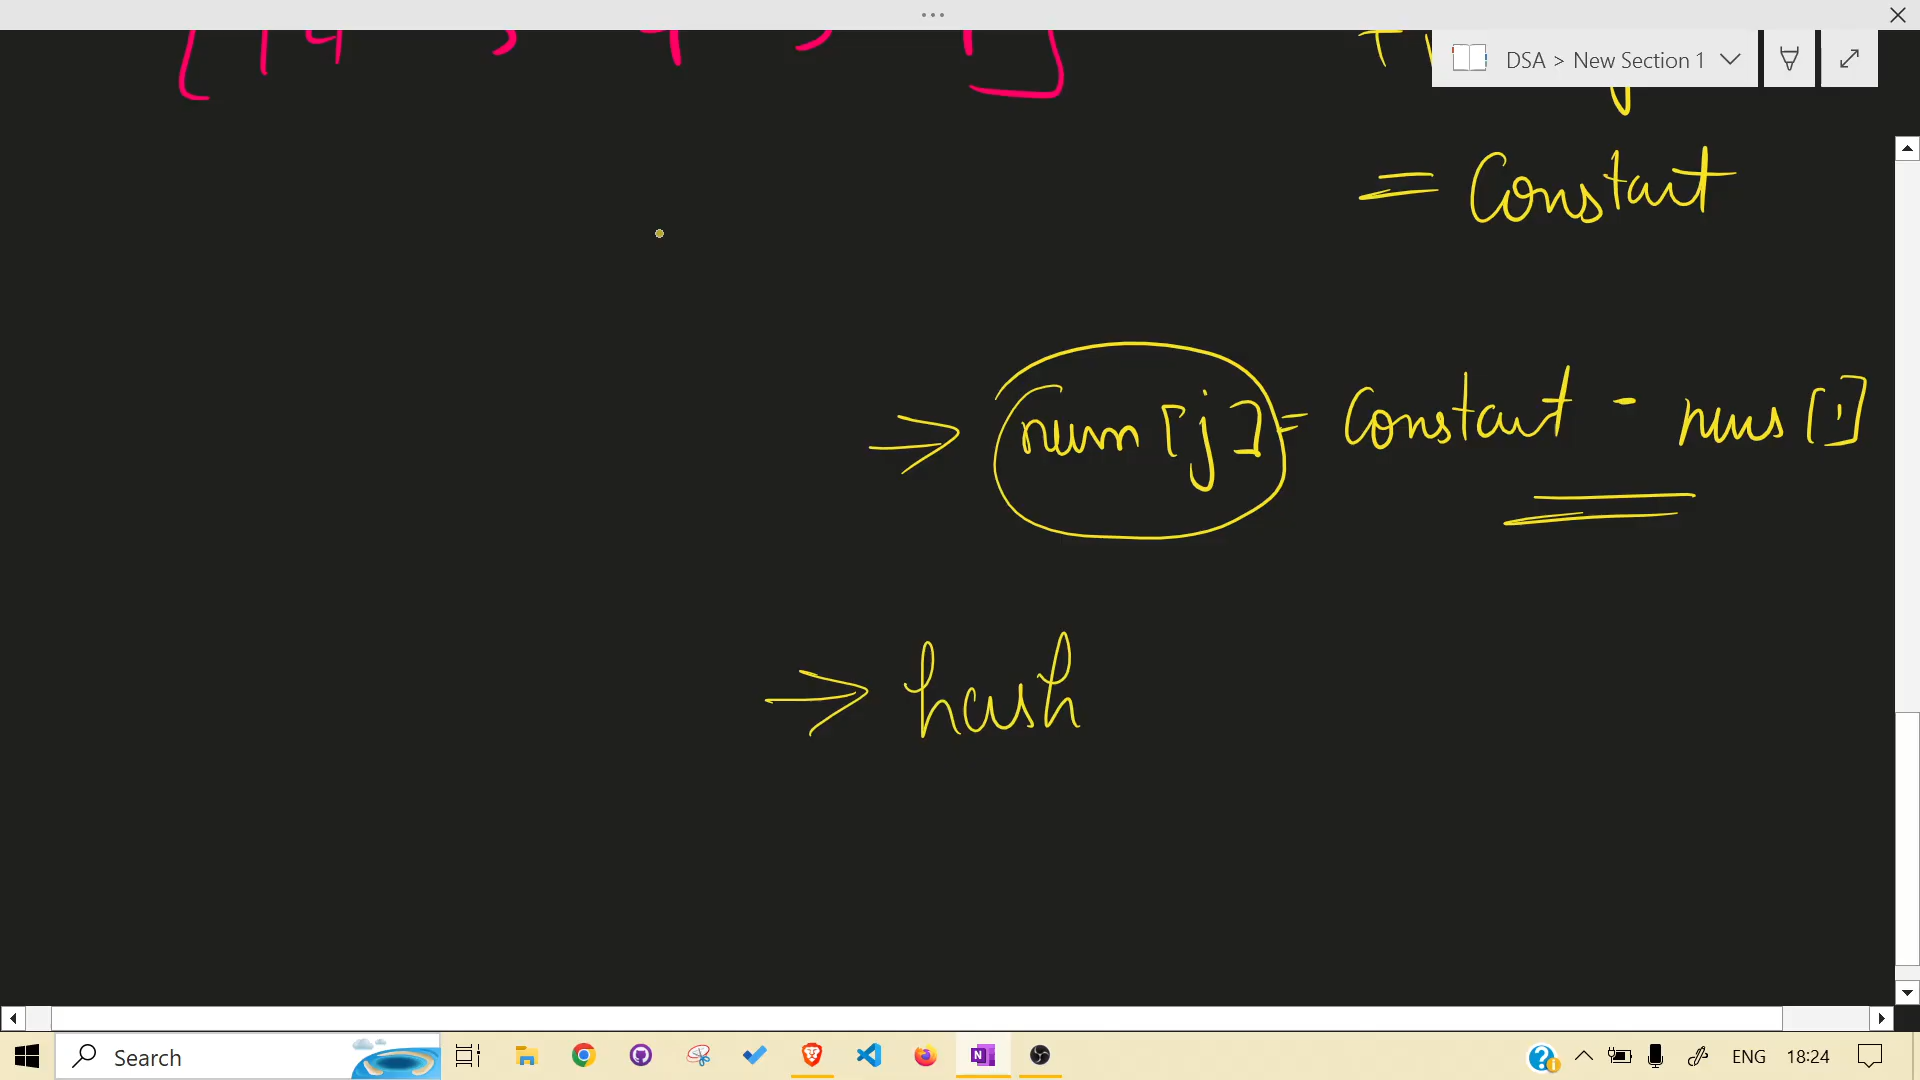 DSA > New Section 1
= Constant
⇒ num[j] = Constant - nums[i]
⇒ hash
Search
ENG 18:24